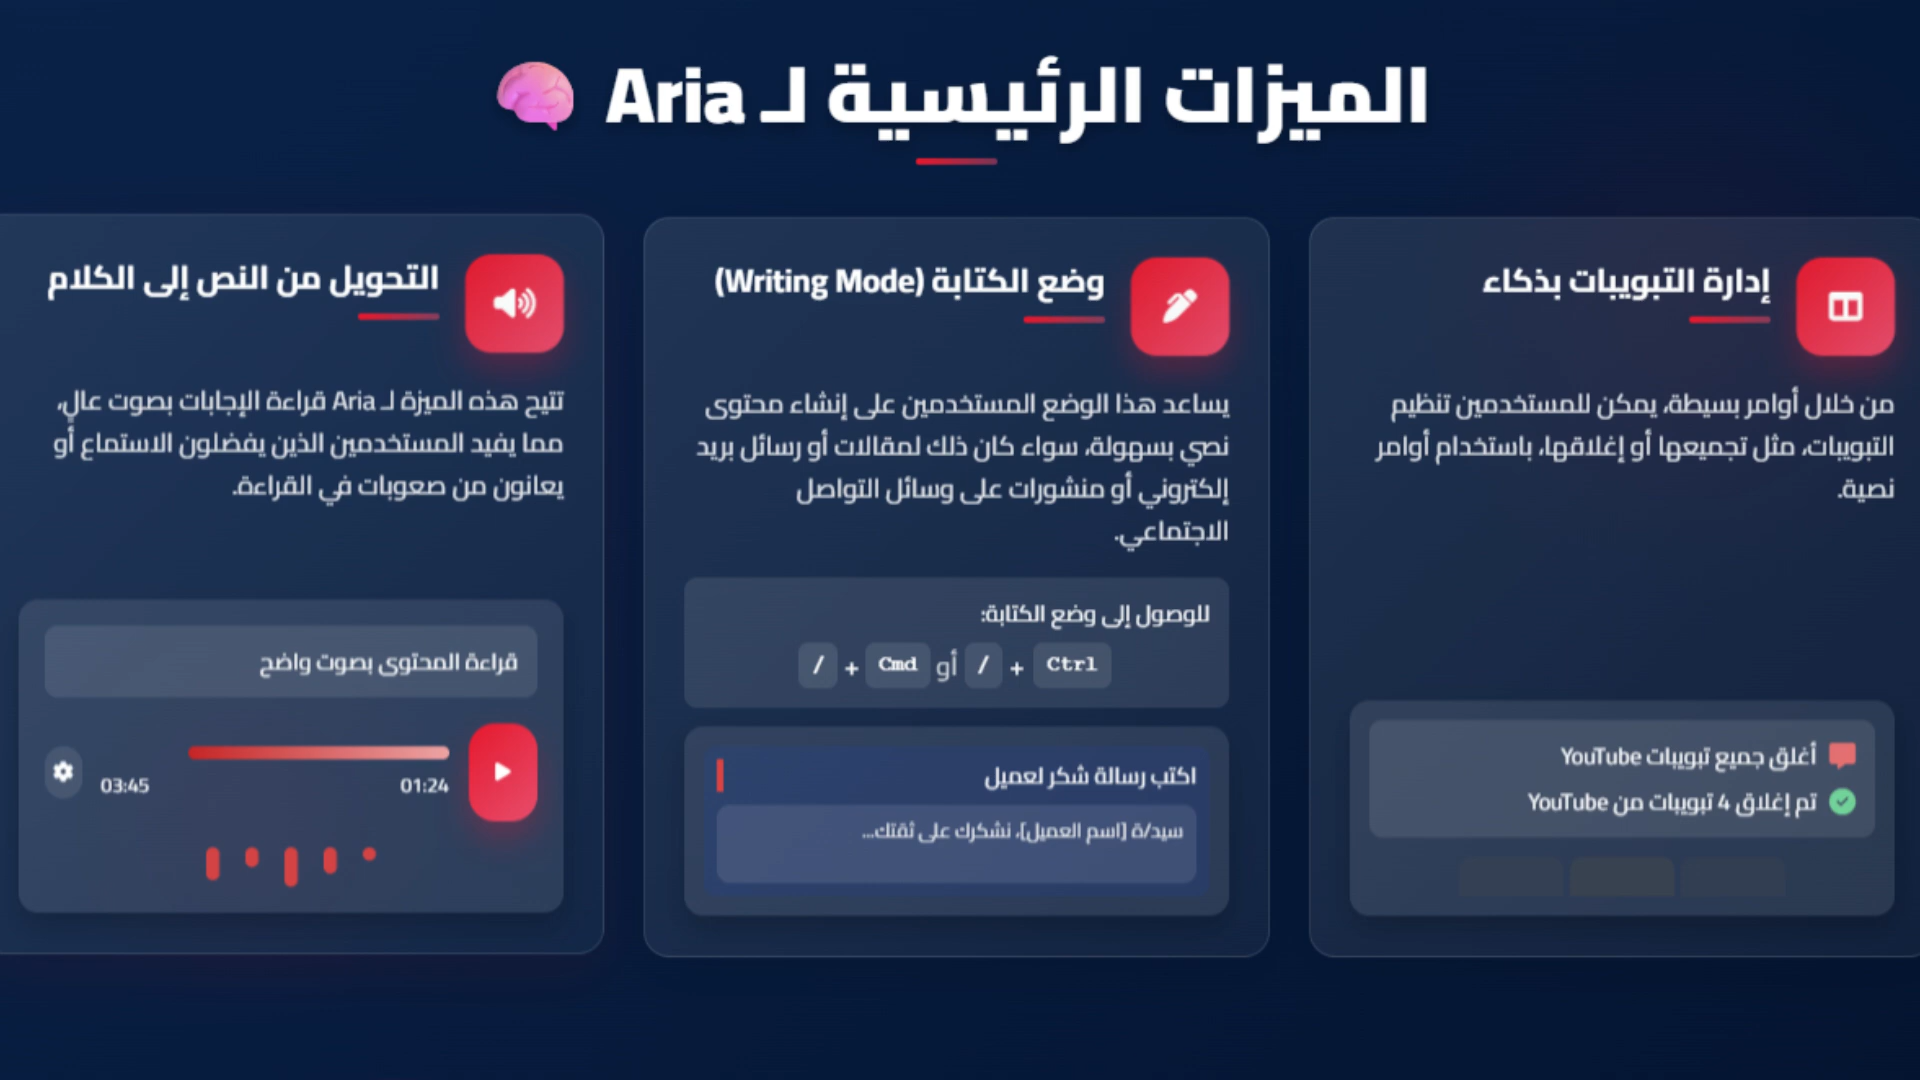 الميزات الرئيسية لـ Aria
إدارة التبويبات بذكاء
من خلال أوامر بسيطة، يمكن للمستخدمين تنظيم
التبويبات، مثل تجميعها أو إغلاقها، باستخدام أوامر
نصية.
أغلق جميع تبويبات YouTube
تم إغلاق 4 تبويبات من YouTube
وضع الكتابة (Writing Mode)
يساعد هذا الوضع المستخدمين على إنشاء محتوى
نصي بسهولة، سواء كان ذلك لمقالات أو رسائل بريد
إلكتروني أو منشورات على وسائل التواصل
الاجتماعي.
للوصول إلى وضع الكتابة:
Ctrl + / أو Cmd + /
اكتب رسالة شكر لعميل
سيد/ة [اسم العميل]، نشكرك على ثقتك...
التحويل من النص إلى الكلام
تتيح هذه الميزة لـ Aria قراءة الإجابات بصوت عالٍ،
مما يفيد المستخدمين الذين يفضلون الاستماع أو
يعانون من صعوبات في القراءة.
قراءة المحتوى بصوت واضح
01:24
03:45